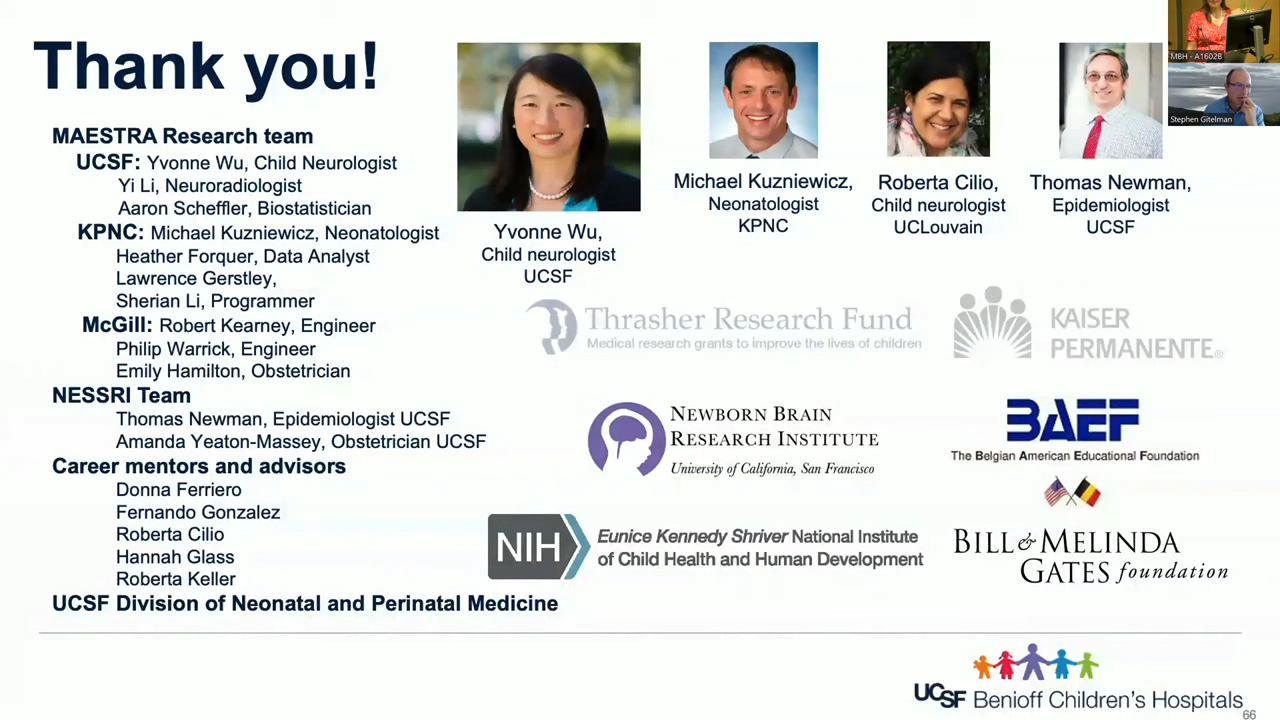 Thank you!
MAESTRA Research team
UCSF: Yvonne Wu, Child Neurologist
Yi Li, Neuroradiologist
Aaron Scheffler, Biostatistician
KPNC: Michael Kuzniewicz, Neonatologist
Heather Forquer, Data Analyst
Lawrence Gerstley,
Sherian Li, Programmer
McGill: Robert Kearney, Engineer
Philip Warrick, Engineer
Emily Hamilton, Obstetrician
NESSRI Team
Thomas Newman, Epidemiologist UCSF
Amanda Yeaton-Massey, Obstetrician UCSF
Career mentors and advisors
Donna Ferriero
Fernando Gonzalez
Roberta Cilio
Hannah Glass
Roberta Keller
UCSF Division of Neonatal and Perinatal Medicine
Yvonne Wu,
Child neurologist
UCSF
Michael Kuzniewicz,
Neonatologist
KPNC
Roberta Cilio,
Child neurologist
UCLouvain
Thomas Newman,
Epidemiologist
UCSF
MBH - A1602B
Stephen Gitelman
Thrasher Research Fund
Medical research grants to improve the lives of children
KAISER
PERMANENTE®
NEWBORN BRAIN
RESEARCH INSTITUTE
University of California, San Francisco
BAEF
The Belgian American Educational Foundation
NIH
Eunice Kennedy Shriver National Institute
of Child Health and Human Development
BILL & MELINDA
GATES foundation
UCSF Benioff Children's Hospitals
66